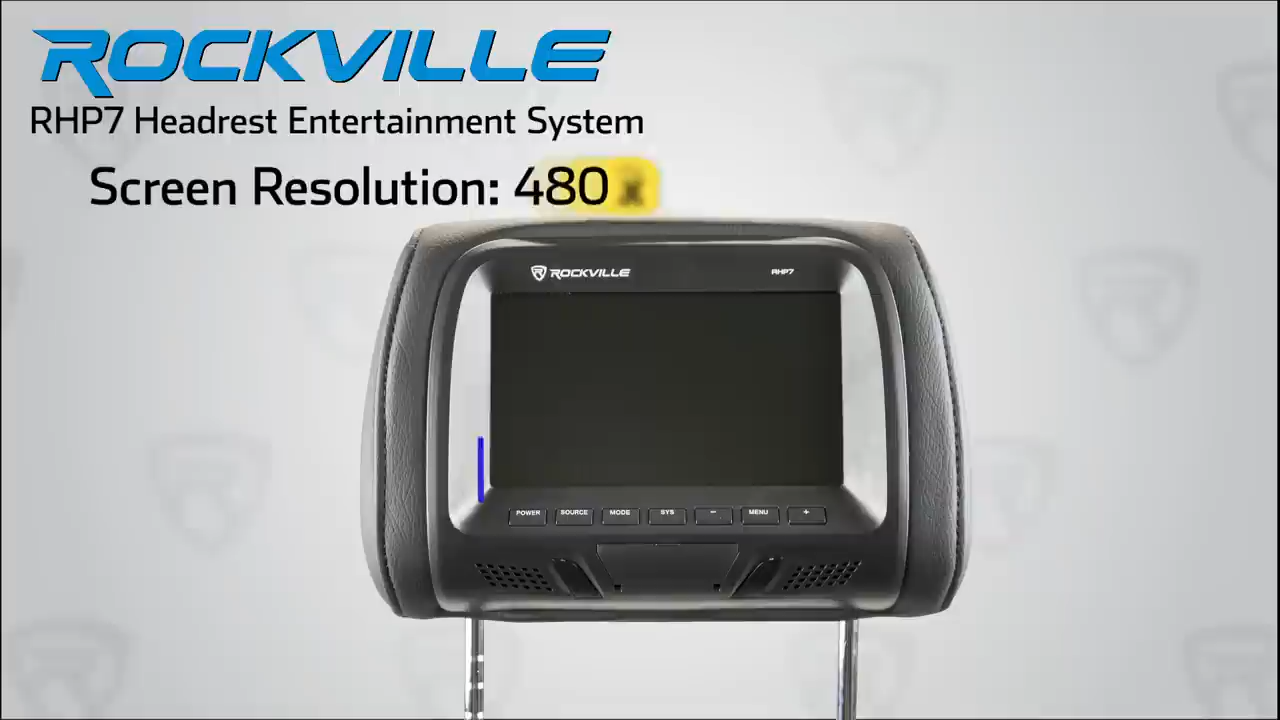 ROCKVILLE
RHP7 Headrest Entertainment System
Screen Resolution: 480 x
ROCKVILLE RHP7
POWER SOURCE MODE SYS - MENU +